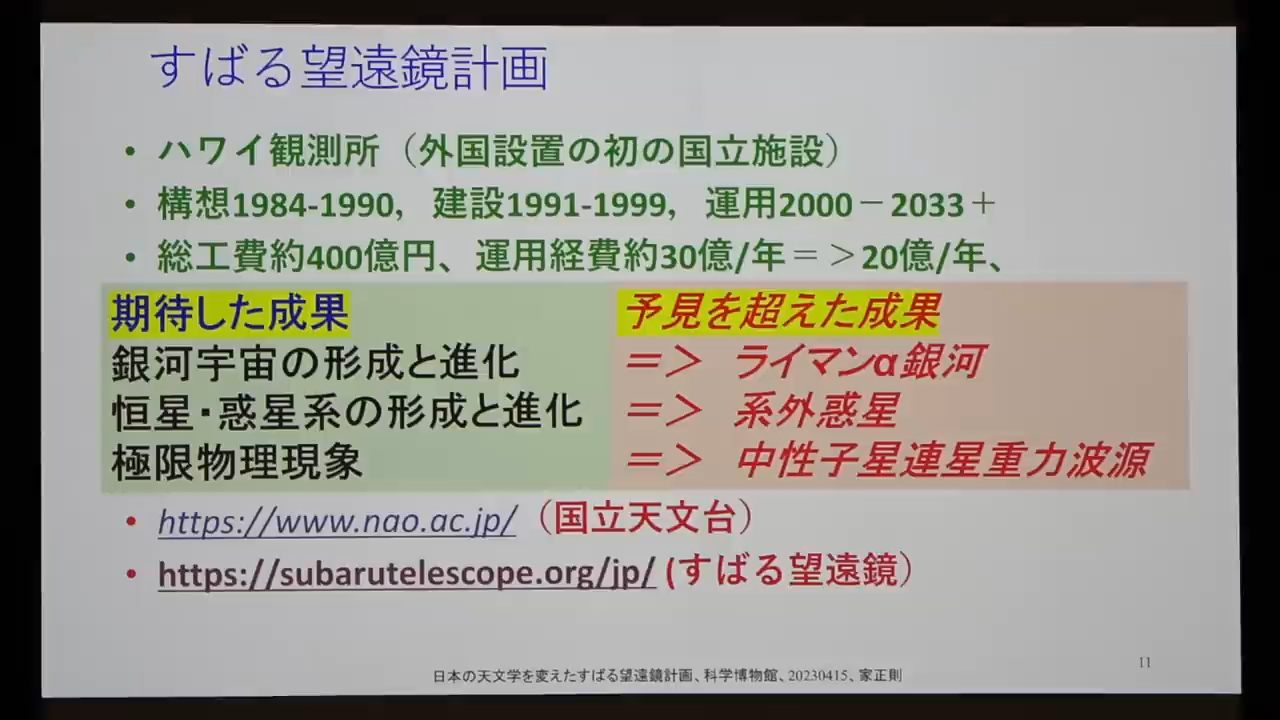 すばる望遠鏡計画
• ハワイ観測所（外国設置の初の国立施設）
• 構想1984-1990, 建設1991-1999, 運用2000－2033＋
• 総工費約400億円、運用経費約30億/年＝＞20億/年、
期待した成果 予見を超えた成果
銀河宇宙の形成と進化 ＝＞ ライマンα銀河
恒星・惑星系の形成と進化 ＝＞ 系外惑星
極限物理現象 ＝＞ 中性子星連星重力波源
• https://www.nao.ac.jp/（国立天文台）
• https://subarutelescope.org/jp/ (すばる望遠鏡）
日本の天文学を変えたすばる望遠鏡計画、科学博物館、20230415、家正則
11